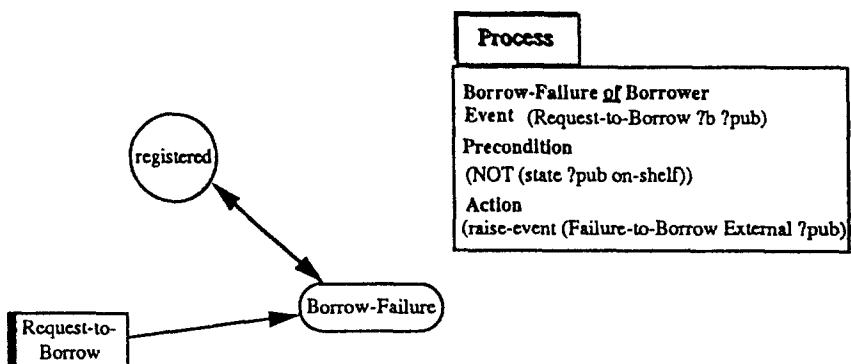 Process
Borrow-Failure of Borrower
Event (Request-to-Borrow ?b ?pub)
Precondition
(NOT (state ?pub on-shelf))
Action
(raise-event (Failure-to-Borrow External ?pub)
registered
Borrow-Failure
Request-to-
Borrow